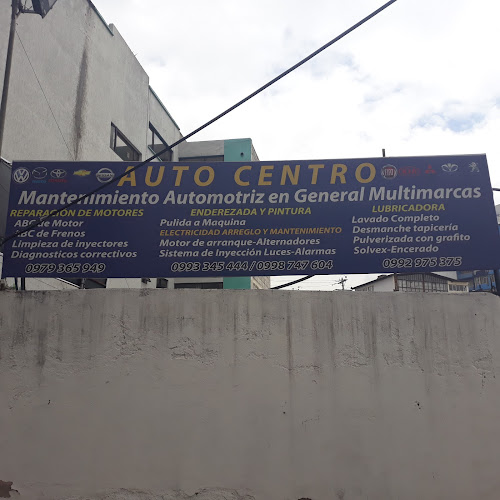 AUTO CENTRO
Mantenimiento Automotriz en General Multimarcas
REPARACIÓN DE MOTORES
ABC de Motor
ABC de Frenos
Limpieza de inyectores
Diagnosticos correctivos
0979 365 949
ENDEREZADA Y PINTURA
Pulida a Maquina
ELECTRICIDAD ARREGLO Y MANTENIMIENTO
Motor de arranque-Alternadores
Sistema de Inyección Luces-Alarmas
0993 345 444 / 0998 747 604
LUBRICADORA
Lavado Completo
Desmanche tapicería
Pulverizada con grafito
Solvex-Encerado
0992 975 375